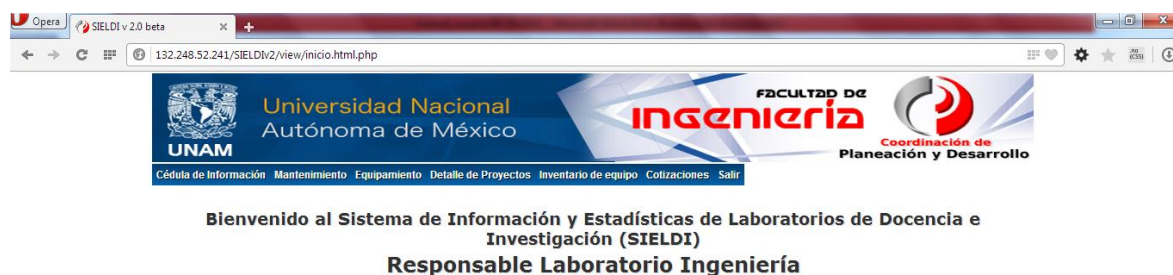 Opera
SIELDI v 2.0 beta
132.248.52.241/SIELDIv2/view/inicio.html.php
no
(CSS)
Universidad Nacional
Autónoma de México
UNAM
FACULTAD DE
INGENIERÍA
Coordinación de
Planeación y Desarrollo
Cédula de Información Mantenimiento Equipamiento Detalle de Proyectos Inventario de equipo Cotizaciones Salir
Bienvenido al Sistema de Información y Estadísticas de Laboratorios de Docencia e
Investigación (SIELDI)
Responsable Laboratorio Ingeniería